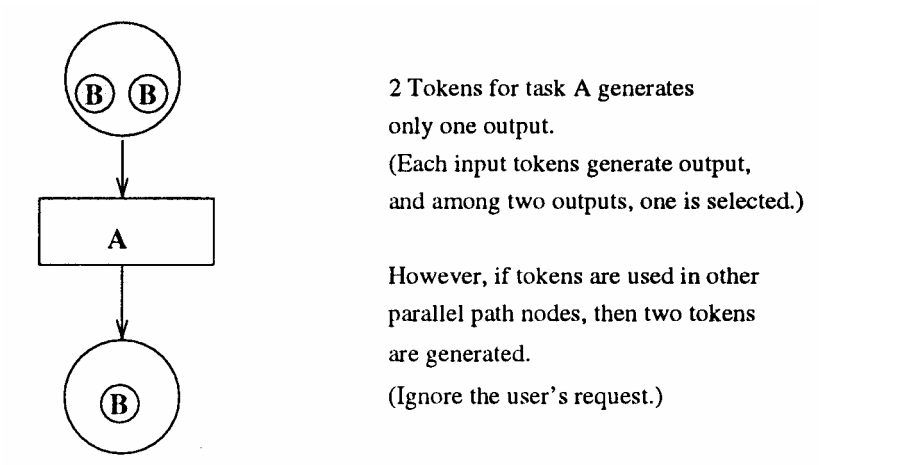 B B
A
B
2 Tokens for task A generates
only one output.
(Each input tokens generate output,
and among two outputs, one is selected.)
However, if tokens are used in other
parallel path nodes, then two tokens
are generated.
(Ignore the user's request.)